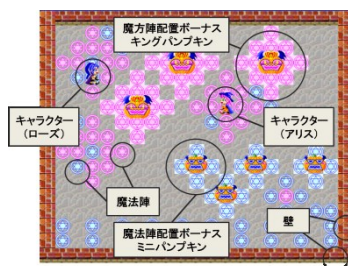 魔方陣配置ボーナス
キングパンプキン
キャラクター
(ローズ)
キャラクター
(アリス)
魔法陣
魔法陣配置ボーナス
ミニパンプキン
壁